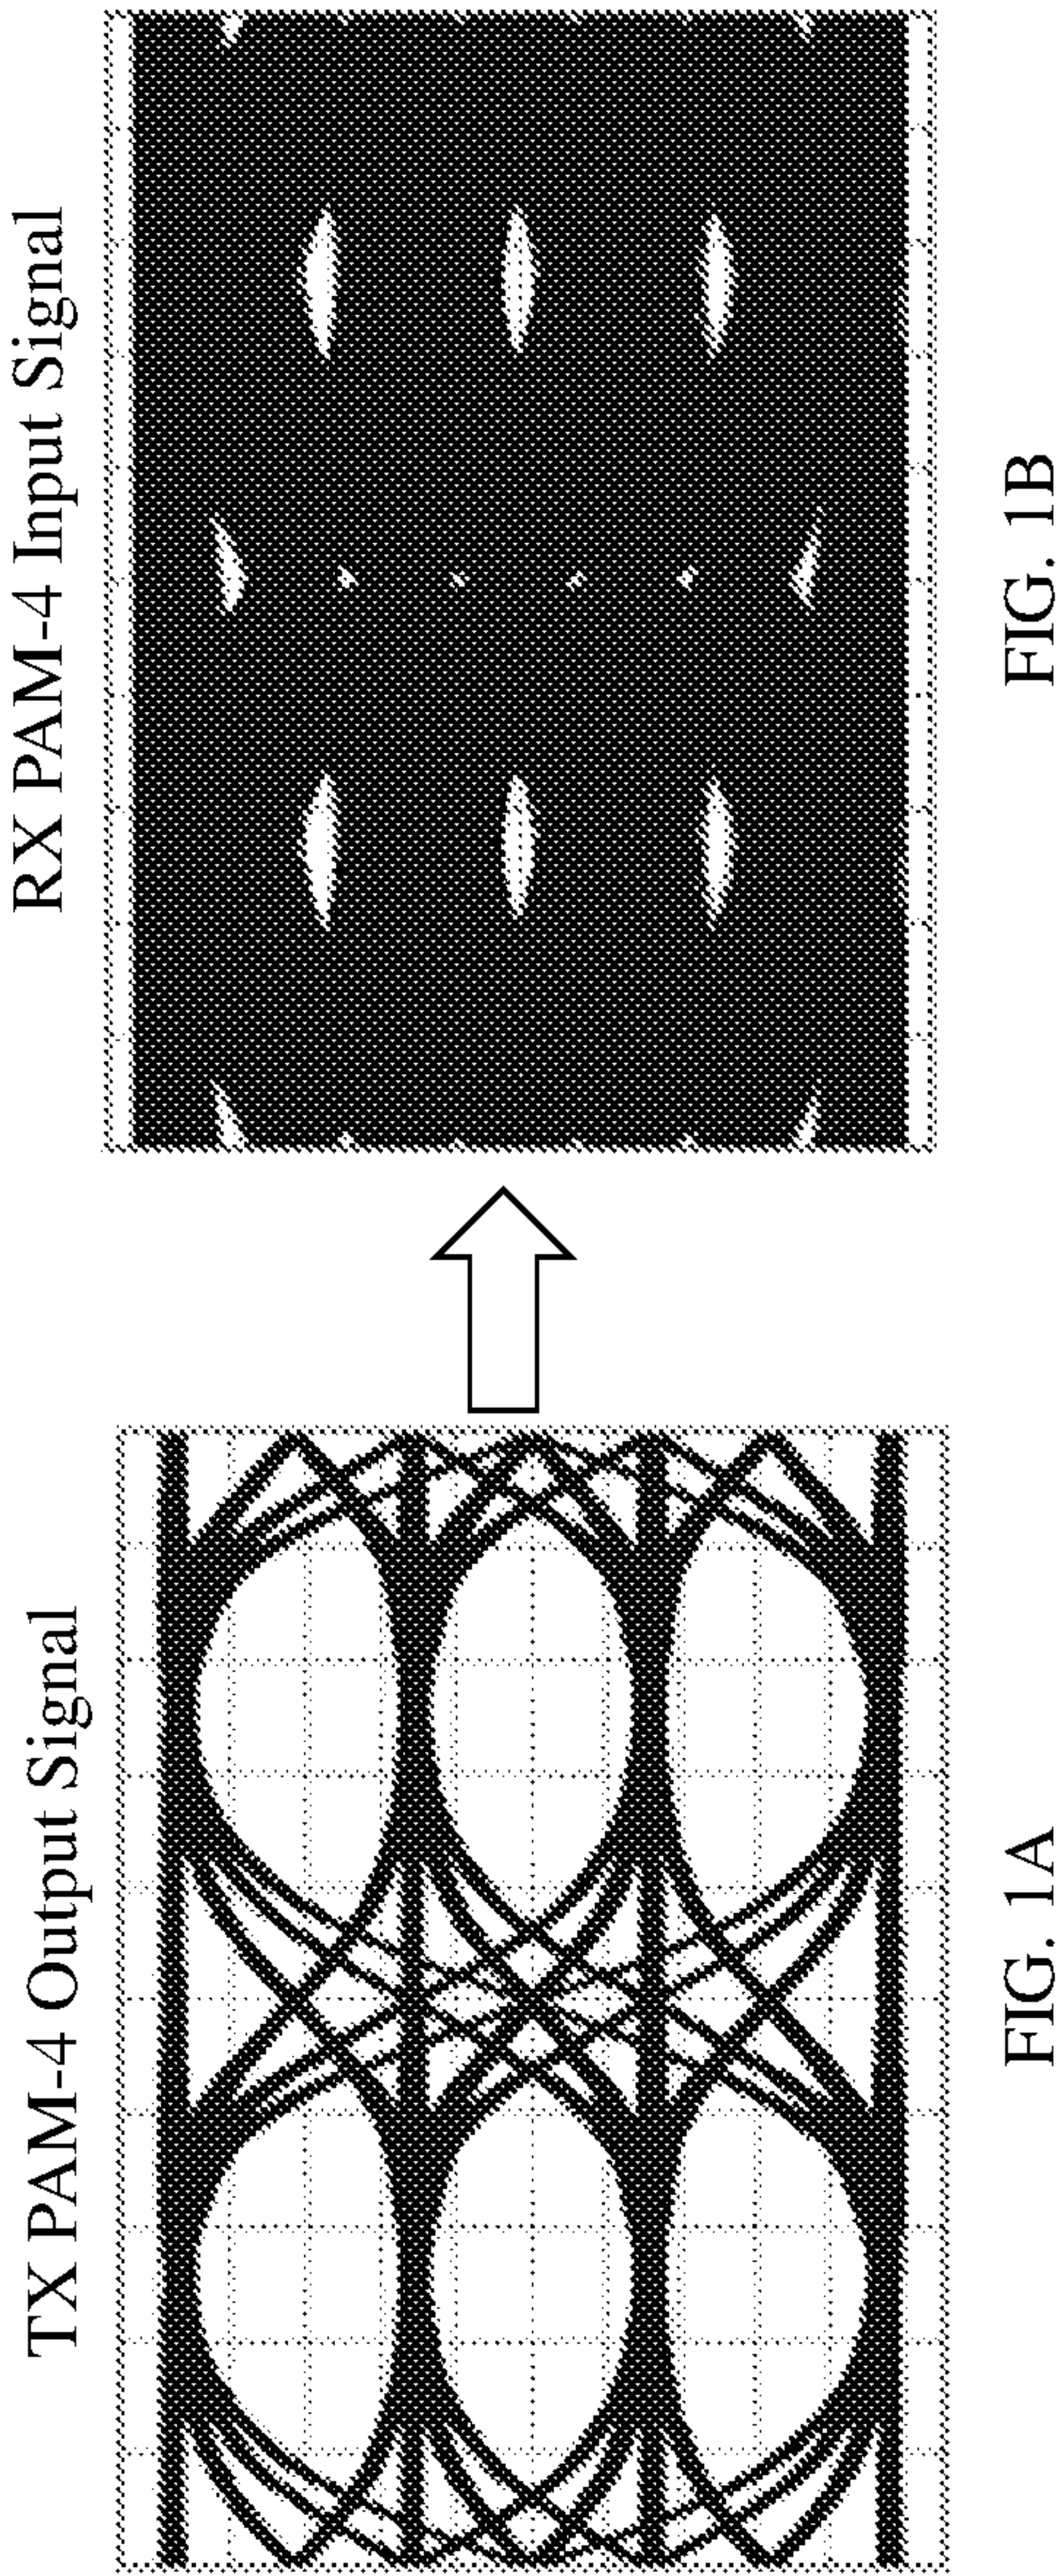 TX PAM-4 Output Signal
RX PAM-4 Input Signal
FIG. 1A
FIG. 1B